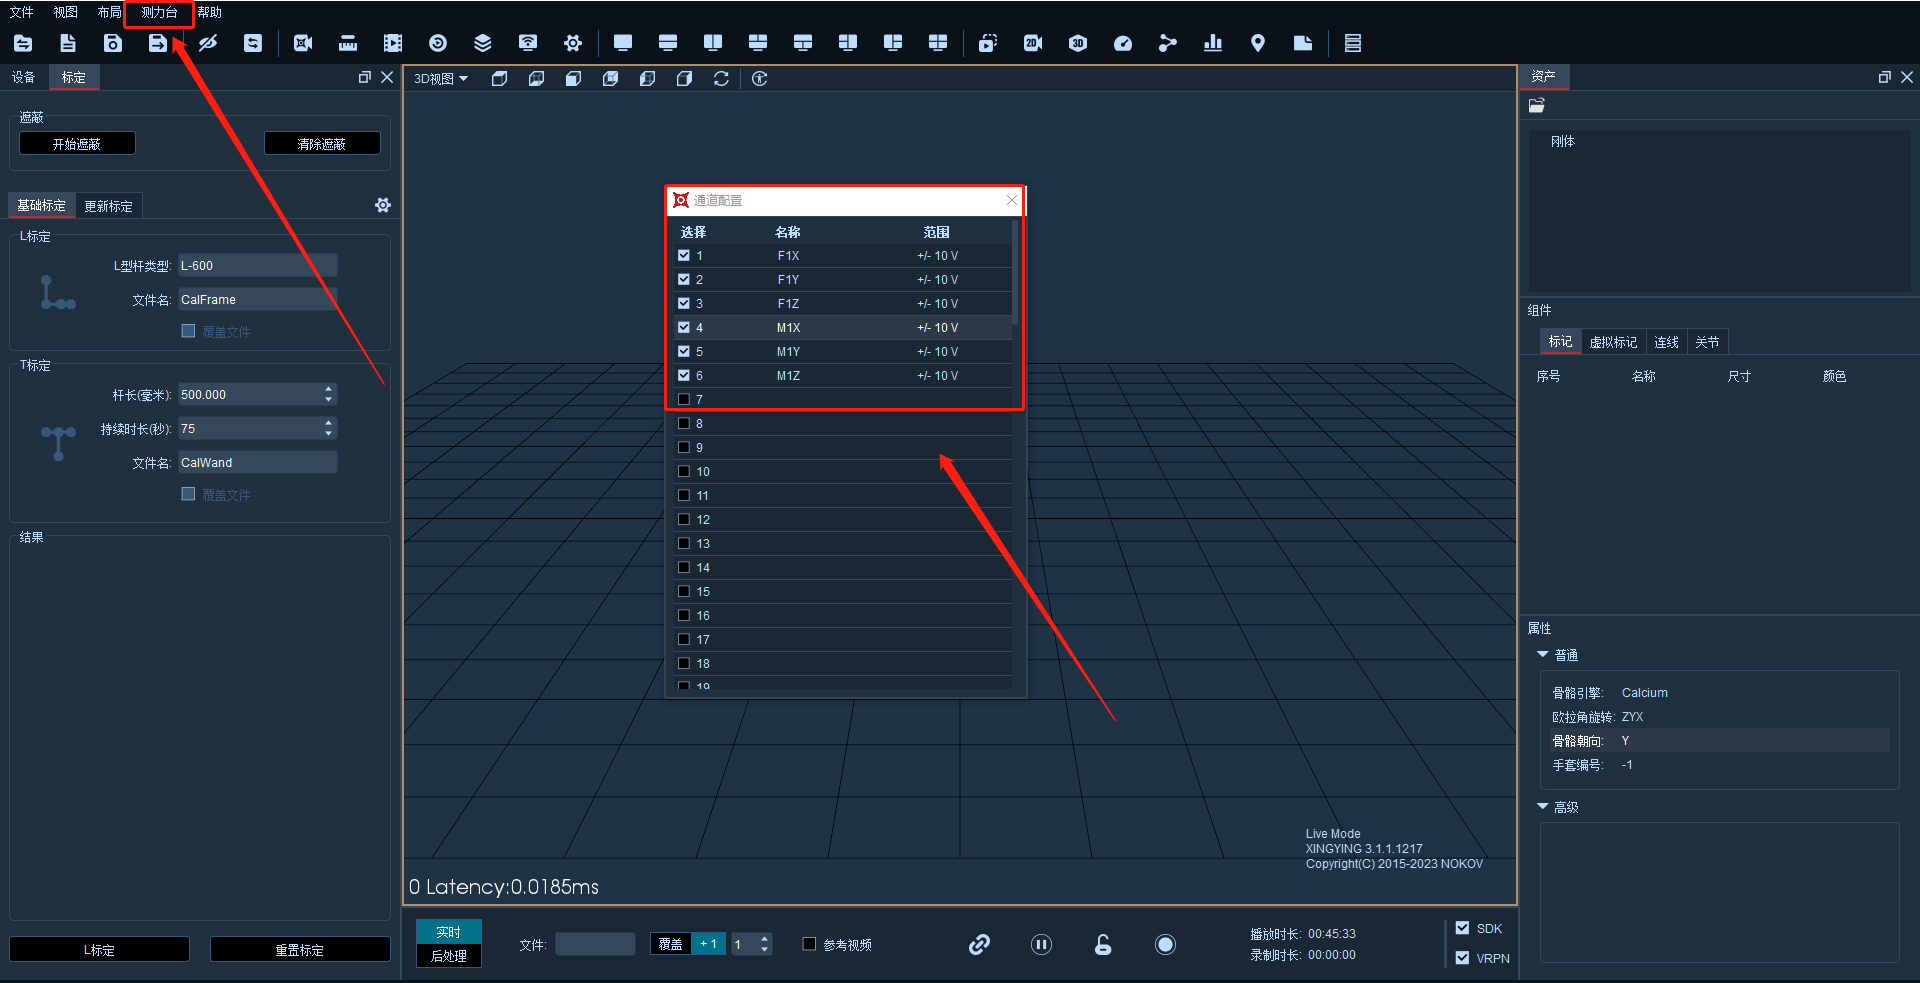 文件 视图 布局 测力台 帮助
设备 标定
遮蔽
开始遮蔽 清除遮蔽
基础标定 更新标定
L标定
L型杆类型: L-600
文件名: CalFrame
覆盖文件
T标定
杆长(毫米): 500.000
持续时长(秒): 75
文件名: CalWand
覆盖文件
结果
L标定 重置标定
3D视图
2D 3D
通道配置
选择 名称 范围
1 F1X +/- 10 V
2 F1Y +/- 10 V
3 F1Z +/- 10 V
4 M1X +/- 10 V
5 M1Y +/- 10 V
6 M1Z +/- 10 V
7
8
9
10
11
12
13
14
15
16
17
18
19
Live Mode
XINGYING 3.1.1.1217
Copyright(C) 2015-2023 NOKOV
0 Latency:0.0185ms
实时
后处理
文件: 覆盖 + 1 1 参考视频
播放时长: 00:45:33
录制时长: 00:00:00
SDK
VRPN
资产
刚体
组件
标记 虚拟标记 连线 关节
序号 名称 尺寸 颜色
属性
普通
骨骼引擎: Calcium
欧拉角旋转: ZYX
骨骼朝向: Y
手套编号: -1
高级